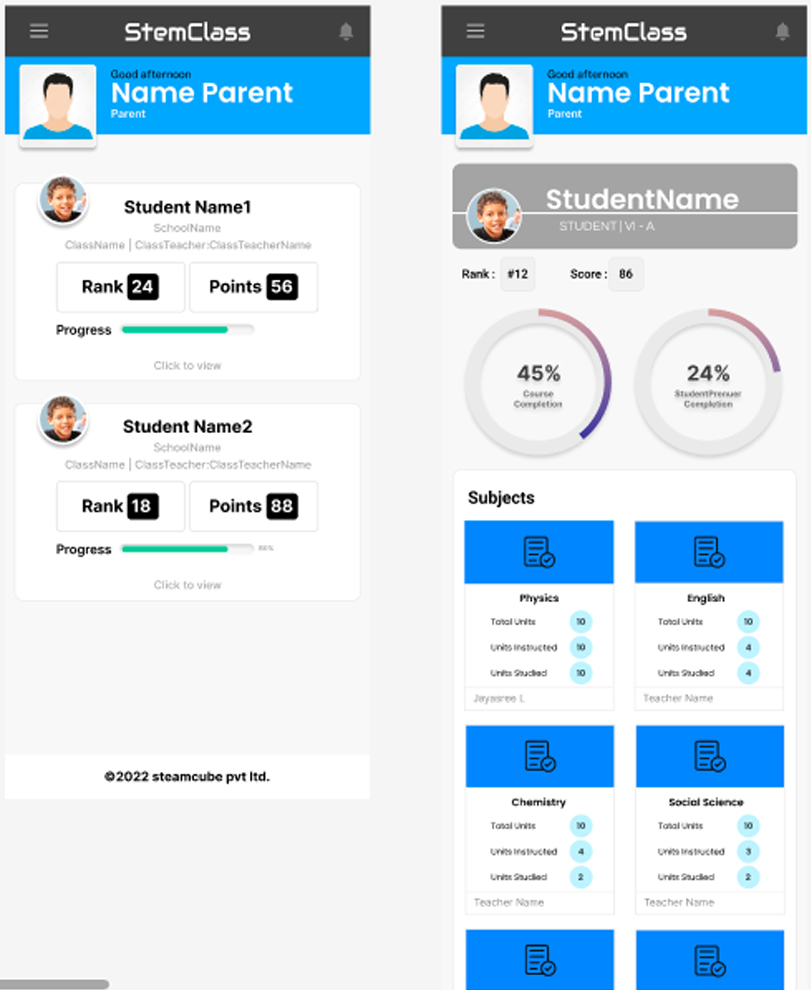 StemClass
Good afternoon
Name Parent
Parent
Student Name1
SchoolName
ClassName | ClassTeacher:ClassTeacherName
Rank 24
Points 56
Progress
Click to view
Student Name2
SchoolName
ClassName | ClassTeacher:ClassTeacherName
Rank 18
Points 88
Progress
Click to view
©2022 steamcube pvt ltd.
StemClass
Good afternoon
Name Parent
Parent
StudentName
STUDENT | VI - A
Rank : #12
Score : 86
45%
Course
Completion
24%
StudentPrenuer
Completion
Subjects
Physics
Total Units 10
Units Instructed 10
Units Studied 10
Jayasree L
English
Total Units 10
Units Instructed 4
Units Studied 4
Teacher Name
Chemistry
Total Units 10
Units Instructed 4
Units Studied 2
Teacher Name
Social Science
Total Units 10
Units Instructed 3
Units Studied 2
Teacher Name